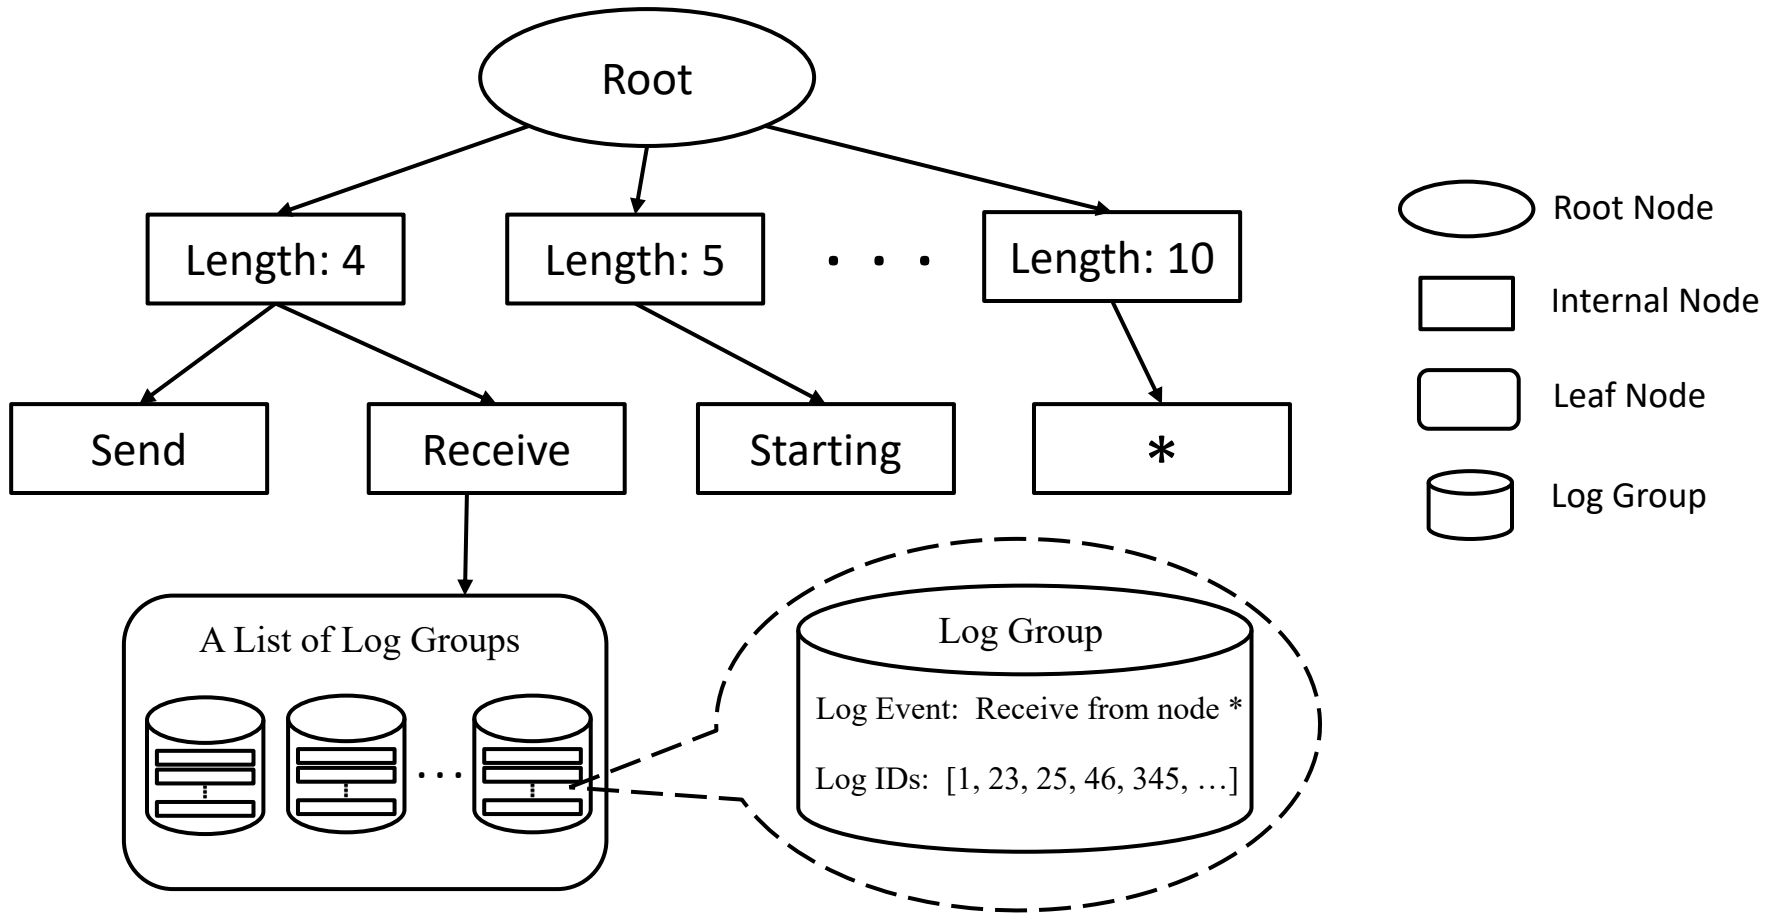 Root
Length: 4
Length: 5
. . .
Length: 10
Send
Receive
Starting
*
A List of Log Groups
...
Log Group
Log Event: Receive from node *
Log IDs: [1, 23, 25, 46, 345, …]
Root Node
Internal Node
Leaf Node
Log Group